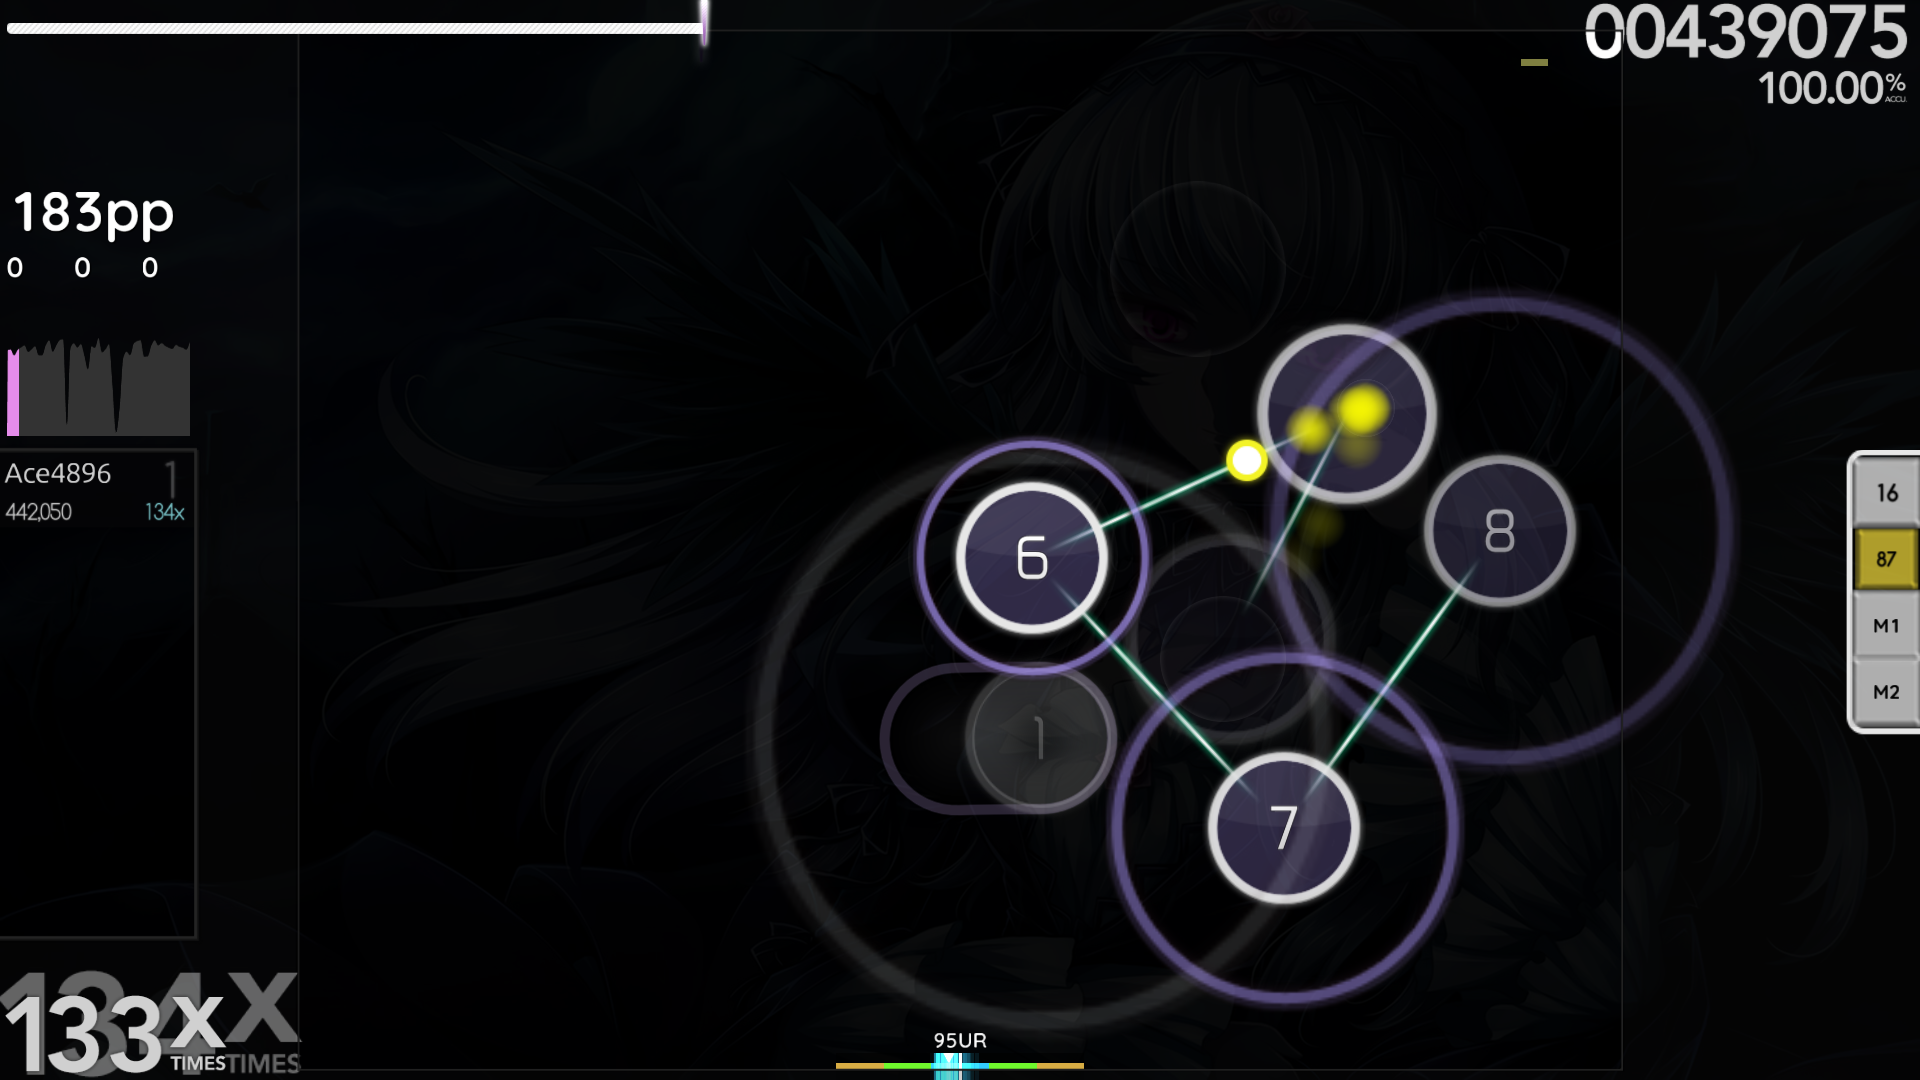 00439075
100.00%
ACCU.
183pp
0 0 0
Ace4896 1
442,050 134x
6
8
1
7
16
87
M1
M2
134x TIMES
133x TIMES
95UR